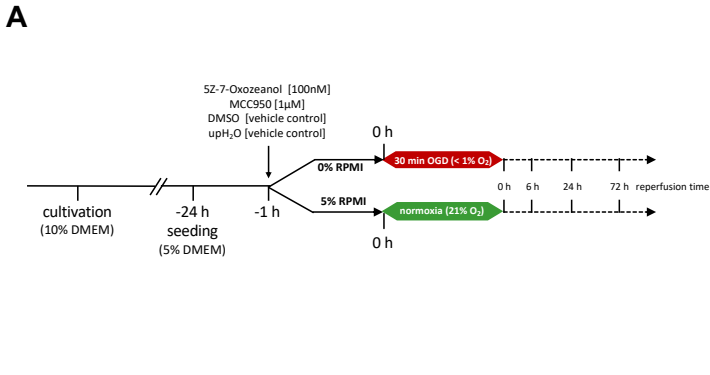 A
5Z-7-Oxozeanol [100nM]
MCC950 [1µM]
DMSO [vehicle control]
upH₂O [vehicle control]
0 h
0% RPMI
30 min OGD (< 1% O₂)
0 h 6 h 24 h 72 h reperfusion time
5% RPMI
normoxia (21% O₂)
0 h
cultivation
(10% DMEM)
-24 h
seeding
(5% DMEM)
-1 h